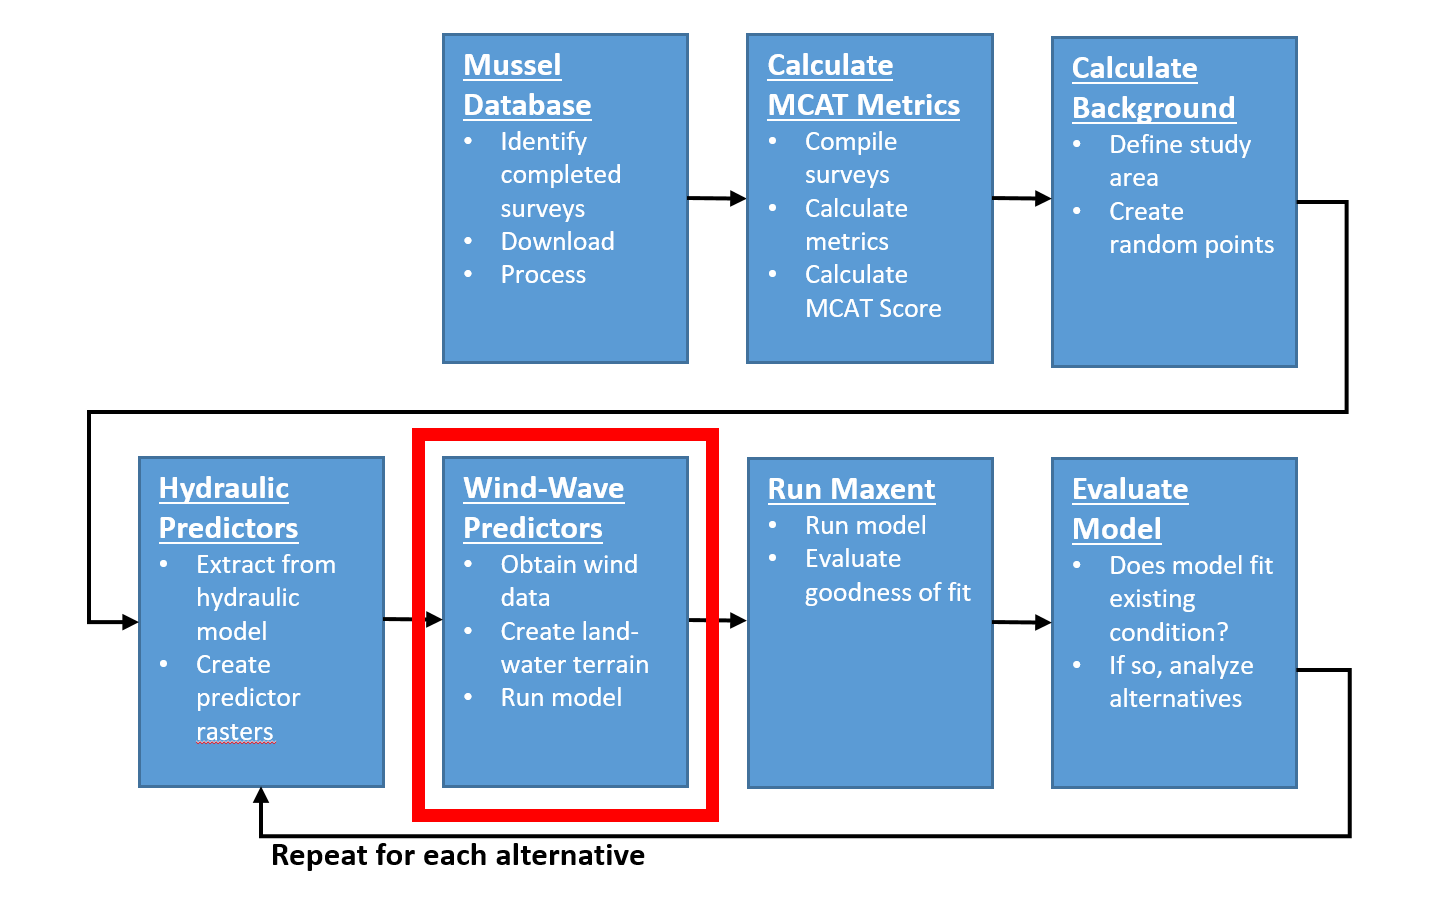 Mussel
Database
• Identify
completed
surveys
• Download
• Process
Calculate
MCAT Metrics
• Compile
surveys
• Calculate
metrics
• Calculate
MCAT Score
Calculate
Background
• Define study
area
• Create
random points
Hydraulic
Predictors
• Extract from
hydraulic
model
• Create
predictor
rasters
Wind-Wave
Predictors
• Obtain wind
data
• Create land-
water terrain
• Run model
Run Maxent
• Run model
• Evaluate
goodness of fit
Evaluate
Model
• Does model fit
existing
condition?
• If so, analyze
alternatives
Repeat for each alternative